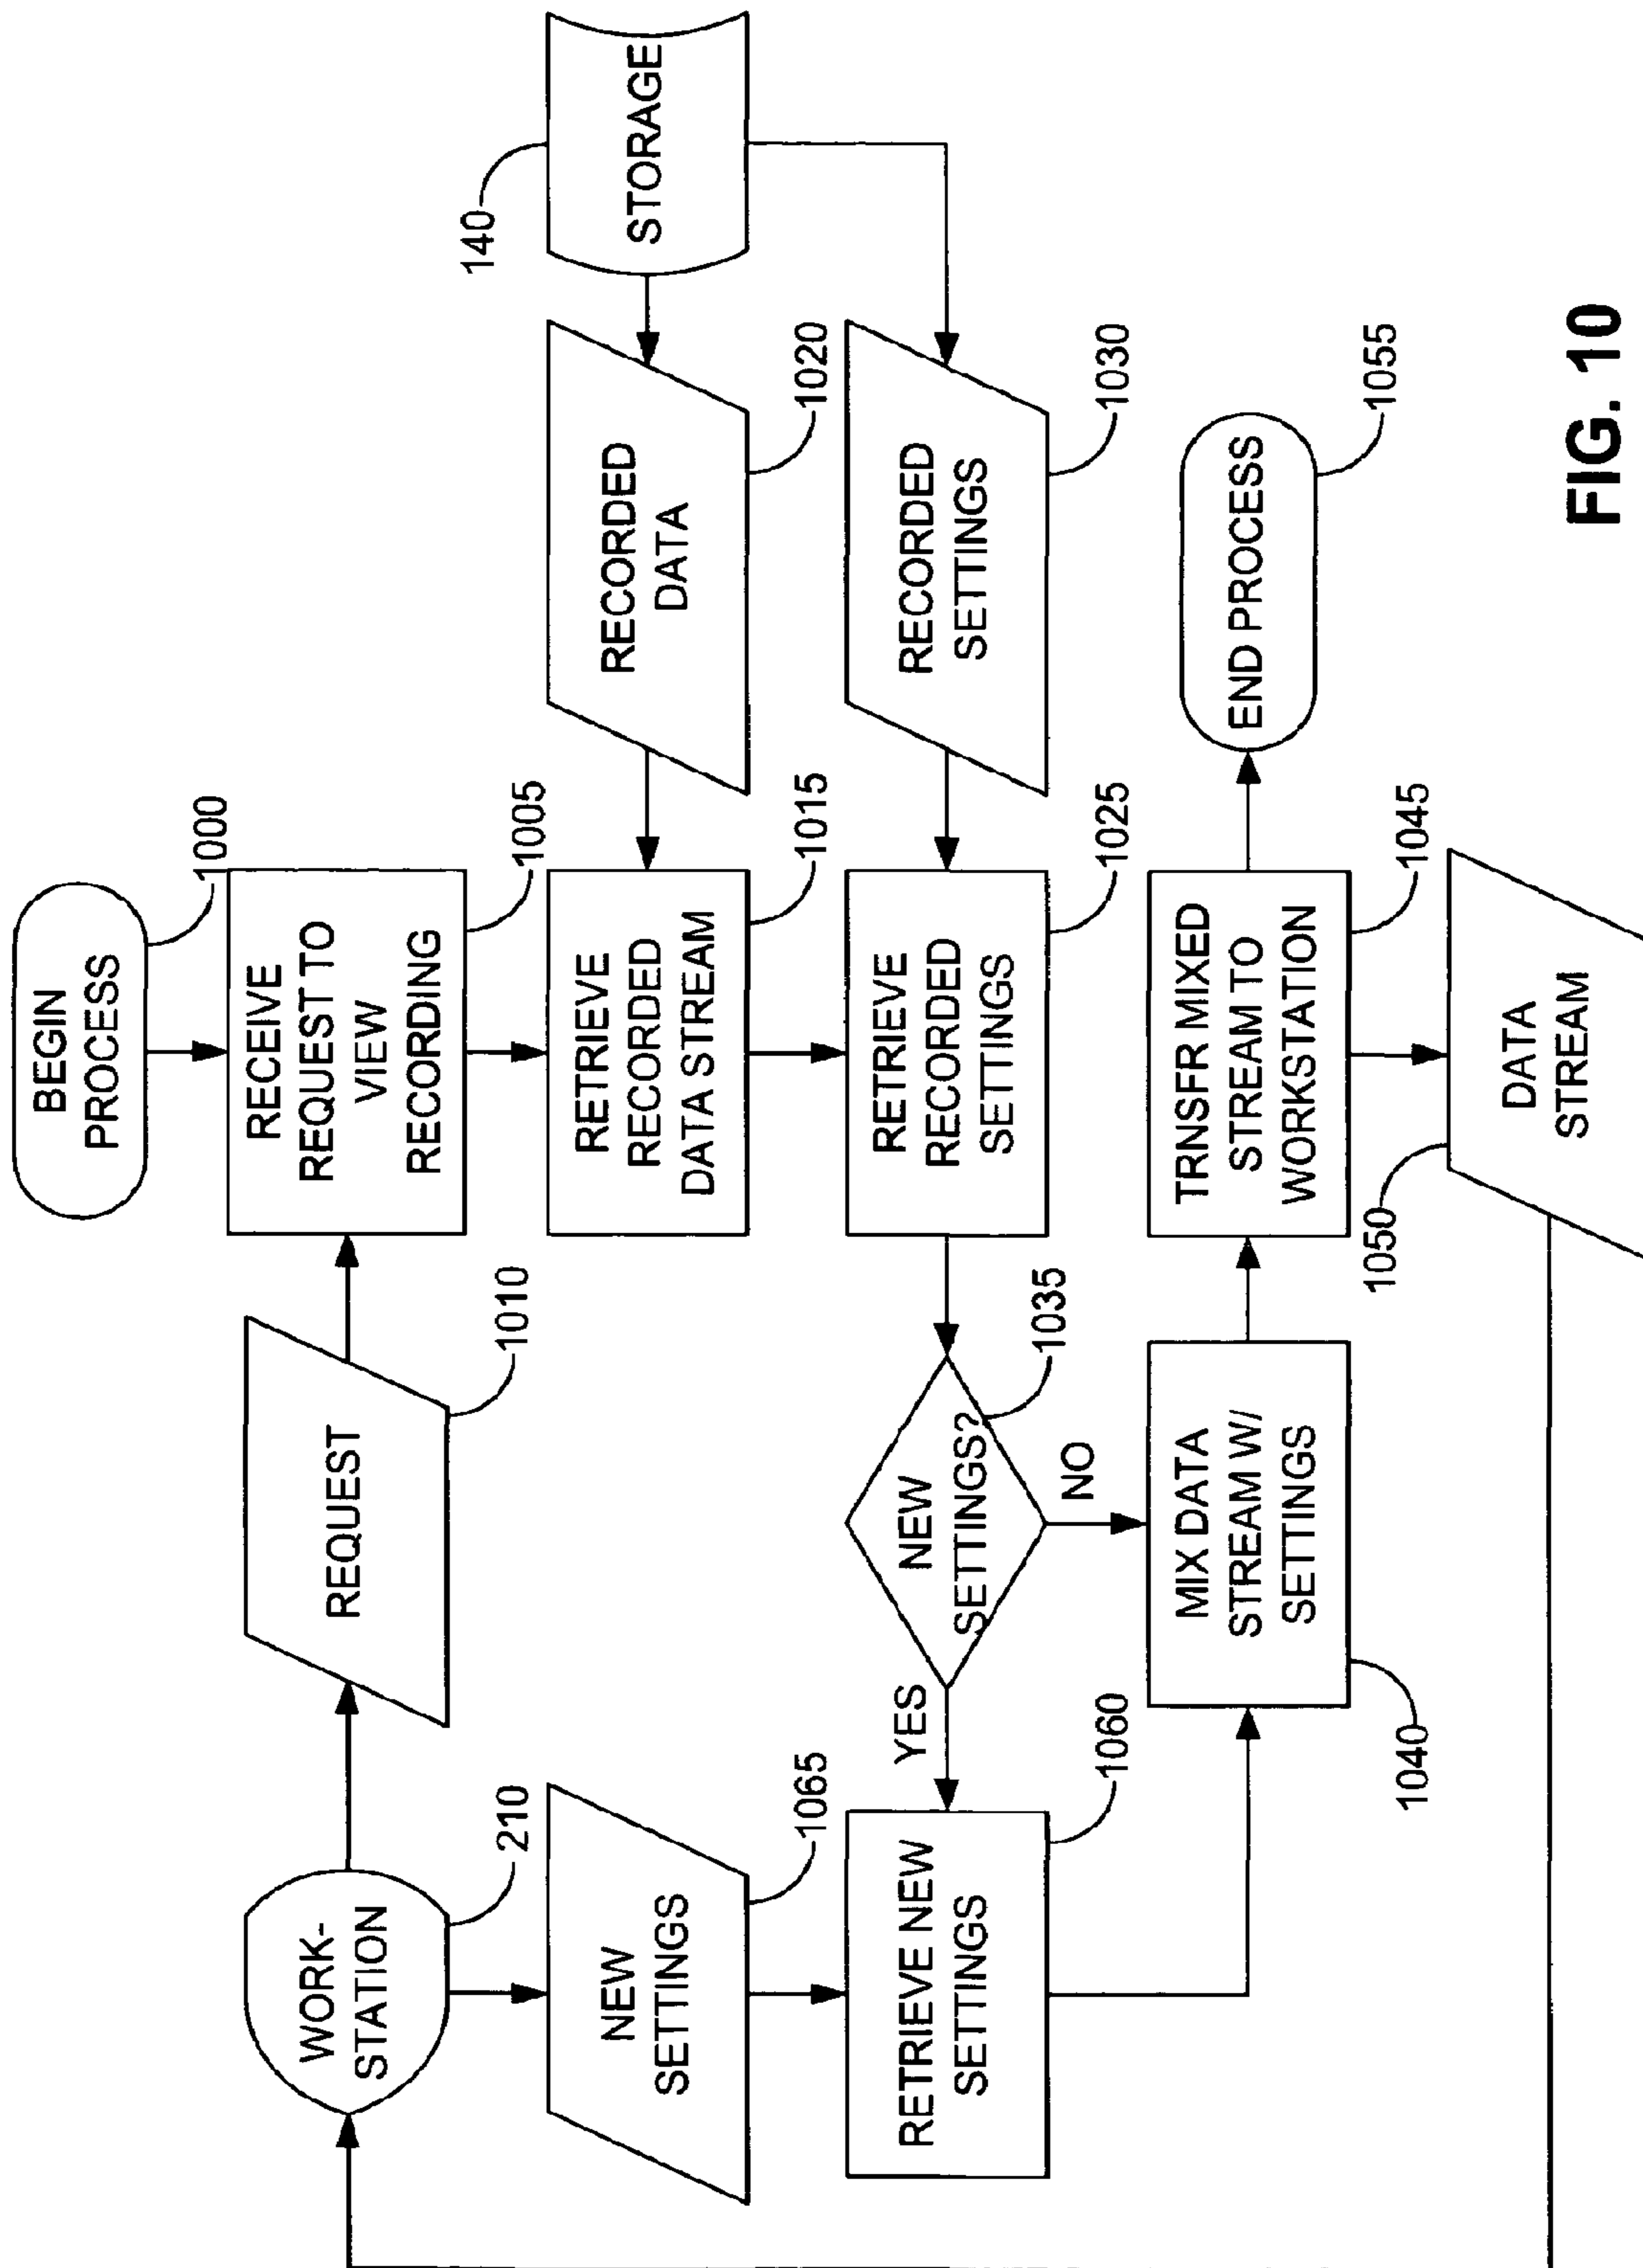 BEGIN
PROCESS
1000
WORK-
STATION
210
REQUEST
1010
RECEIVE
REQUEST TO
VIEW
RECORDING
1005
140
STORAGE
NEW
SETTINGS
1065
RETRIEVE
RECORDED
DATA STREAM
1015
RECORDED
DATA
1020
RETRIEVE NEW
SETTINGS
1060
YES
NEW
SETTINGS?
1035
NO
RETRIEVE
RECORDED
SETTINGS
1025
RECORDED
SETTINGS
1030
MIX DATA
STREAM W/
SETTINGS
1040
TRNSFR MIXED
STREAM TO
WORKSTATION
1045
END PROCESS
1055
1050
DATA
STREAM
FIG. 10